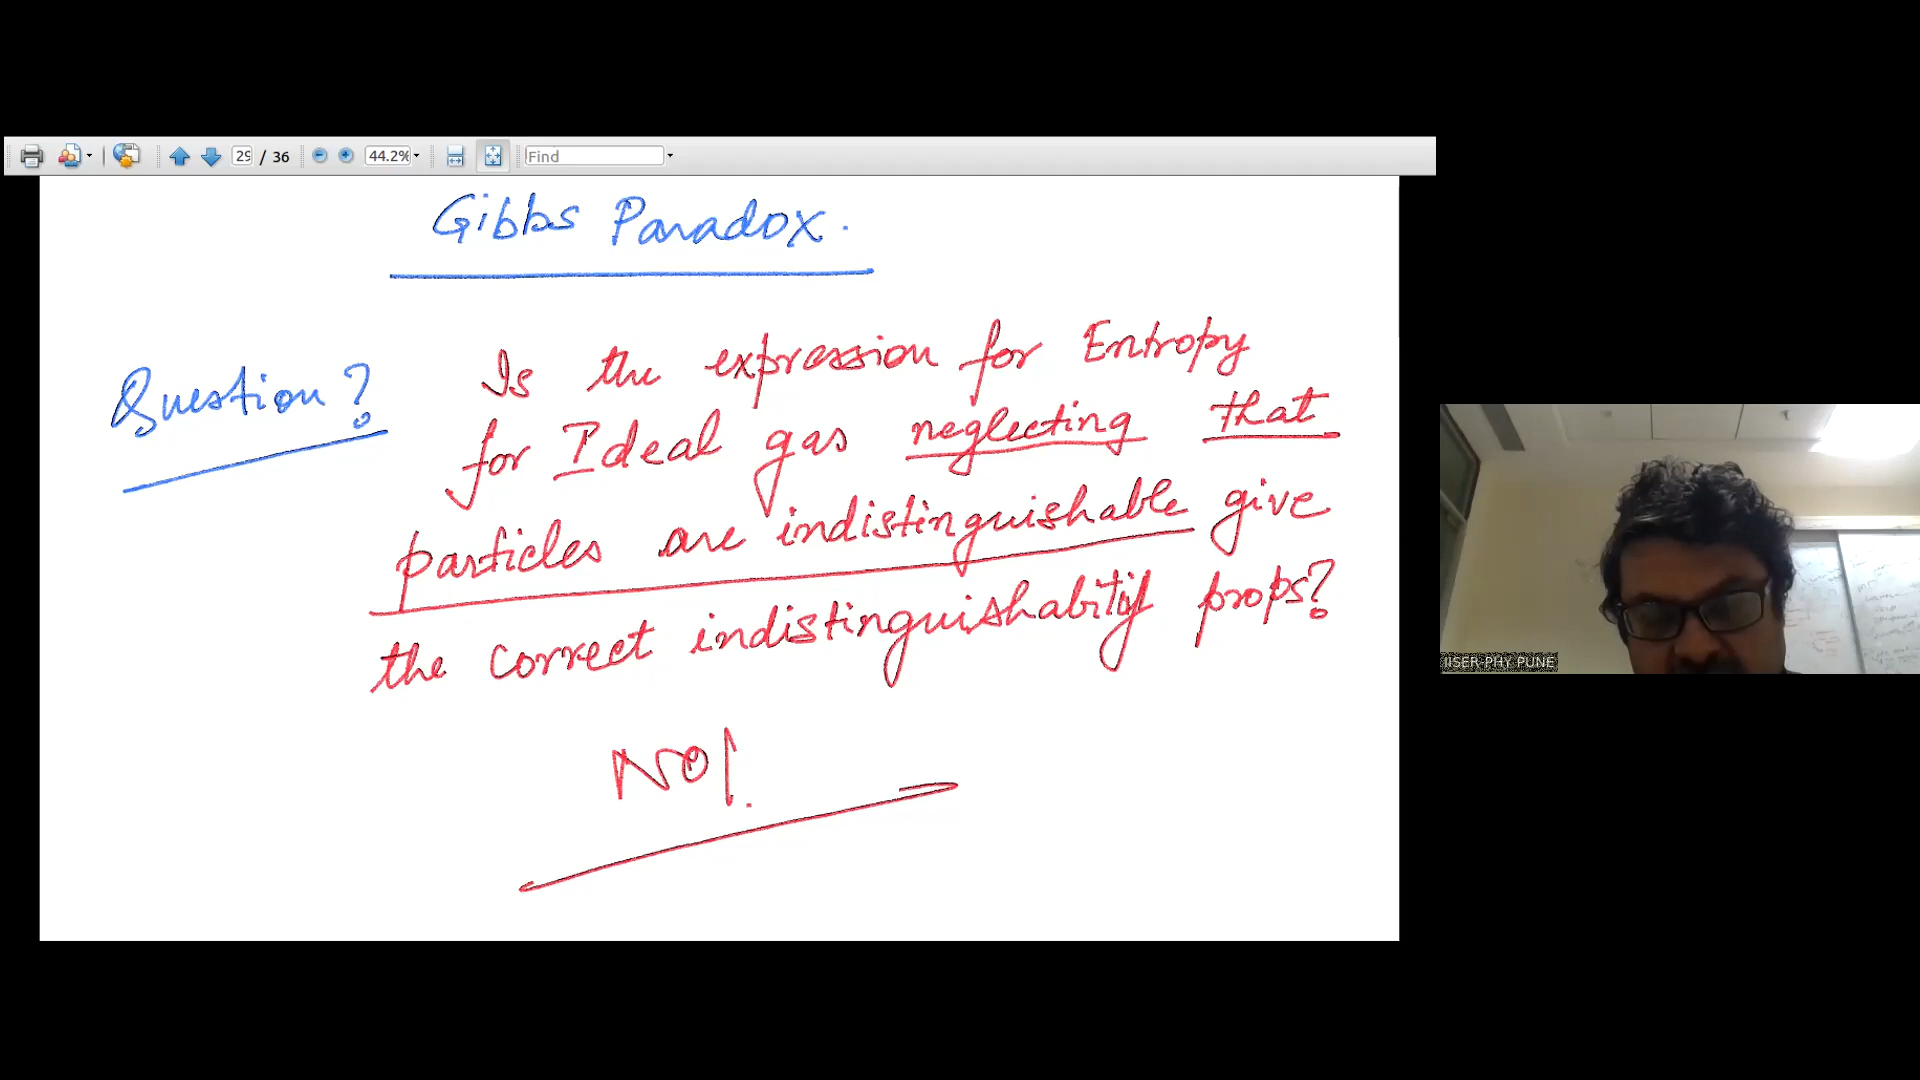 29 / 36 44.2% Find
Gibbs Paradox.
Question? Is the expression for Entropy
for Ideal gas neglecting that
particles are indistinguishable give
the correct indistinguishability props?
NO!
IISER-PHY PUNE